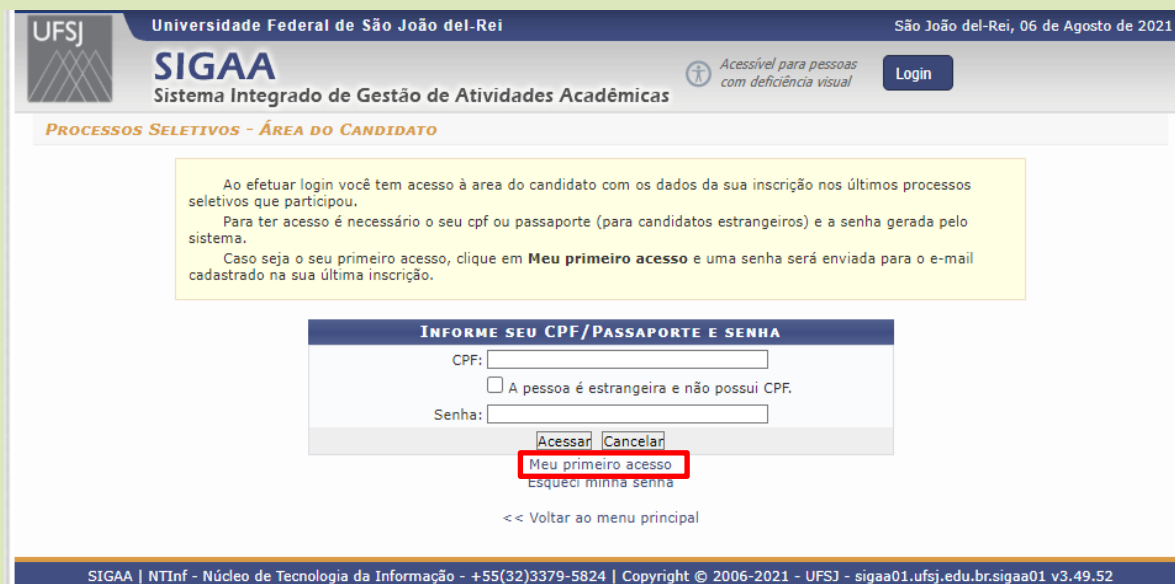 UFSJ
Universidade Federal de São João del-Rei
São João del-Rei, 06 de Agosto de 2021
SIGAA
Sistema Integrado de Gestão de Atividades Acadêmicas
Acessível para pessoas
com deficiência visual
Login
Processos Seletivos - Área do Candidato
Ao efetuar login você tem acesso à area do candidato com os dados da sua inscrição nos últimos processos
seletivos que participou.
Para ter acesso é necessário o seu cpf ou passaporte (para candidatos estrangeiros) e a senha gerada pelo
sistema.
Caso seja o seu primeiro acesso, clique em Meu primeiro acesso e uma senha será enviada para o e-mail
cadastrado na sua última inscrição.
Informe seu CPF/Passaporte e senha
CPF:
A pessoa é estrangeira e não possui CPF.
Senha:
Acessar Cancelar
Meu primeiro acesso
Esqueci minha senha
<< Voltar ao menu principal
SIGAA | NTInf - Núcleo de Tecnologia da Informação - +55(32)3379-5824 | Copyright © 2006-2021 - UFSJ - sigaa01.ufsj.edu.br.sigaa01 v3.49.52